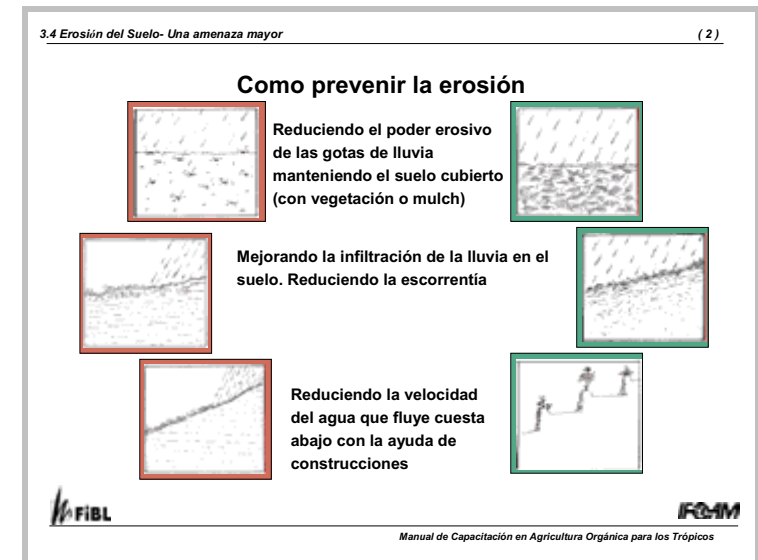 3.4 Erosión del Suelo- Una amenaza mayor
( 2 )
Como prevenir la erosión
Reduciendo el poder erosivo
de las gotas de lluvia
manteniendo el suelo cubierto
(con vegetación o mulch)
Mejorando la infiltración de la lluvia en el
suelo. Reduciendo la escorrentía
Reduciendo la velocidad
del agua que fluye cuesta
abajo con la ayuda de
construcciones
FiBL
IFOAM
Manual de Capacitación en Agricultura Orgánica para los Trópicos